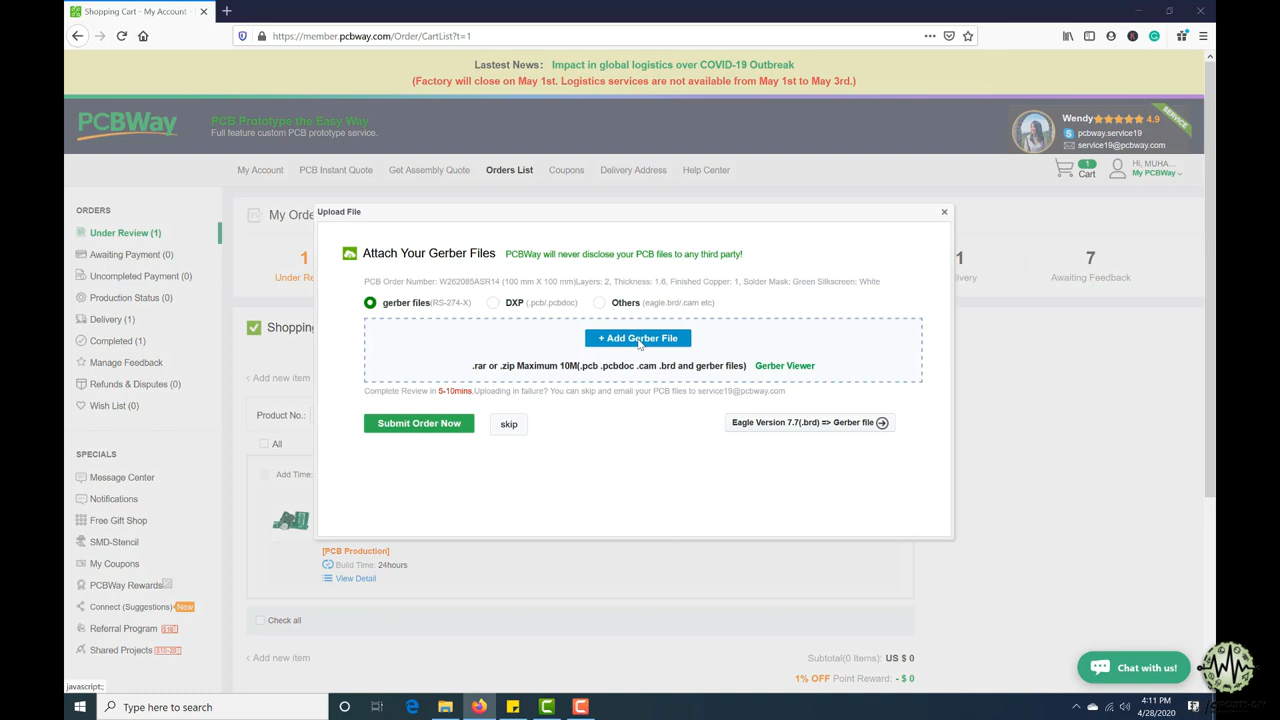 Shopping Cart - My Account
https://member.pcbway.com/Order/CartList?t=1
Lastest News: Impact in global logistics over COVID-19 Outbreak
(Factory will close on May 1st. Logistics services are not available from May 1st to May 3rd.)
PCBWay
PCB Prototype the Easy Way
Full feature custom PCB prototype service.
Wendy 4.9
SERVICE
pcbway.service19
service19@pcbway.com
My Account PCB Instant Quote Get Assembly Quote Orders List Coupons Delivery Address Help Center
1
Cart
Hi, MUHA...
My PCBWay
ORDERS
Under Review (1)
Awaiting Payment (0)
Uncompleted Payment (0)
Production Status (0)
Delivery (1)
Completed (1)
Manage Feedback
Refunds & Disputes (0)
Wish List (0)
SPECIALS
Message Center
Notifications
Free Gift Shop
SMD-Stencil
My Coupons
PCBWay Rewards
Connect (Suggestions) New
Referral Program
Shared Projects
My Orde
1
Under Re
1
livery
7
Awaiting Feedback
Shopping
< Add new item
Product No.:
All
Add Time:
Upload File
Attach Your Gerber Files PCBWay will never disclose your PCB files to any third party!
PCB Order Number: W262085ASR14 (100 mm X 100 mm)Layers: 2, Thickness: 1.6, Finished Copper: 1, Solder Mask: Green Silkscreen: White
gerber files(RS-274-X) DXP (.pcb/.pcbdoc) Others (eagle.brd/.cam etc)
+ Add Gerber File
.rar or .zip Maximum 10M(.pcb .pcbdoc .cam .brd and gerber files) Gerber Viewer
Complete Review in 5-10mins.Uploading in failure? You can skip and email your PCB files to service19@pcbway.com
Submit Order Now skip Eagle Version 7.7(.brd) => Gerber file
[PCB Production]
Build Time: 24hours
View Detail
Check all
< Add new item
Subtotal(0 Items): US $ 0
1% OFF Point Reward: - $ 0
Chat with us!
javascript:;
Type here to search
4:11 PM
4/28/2020